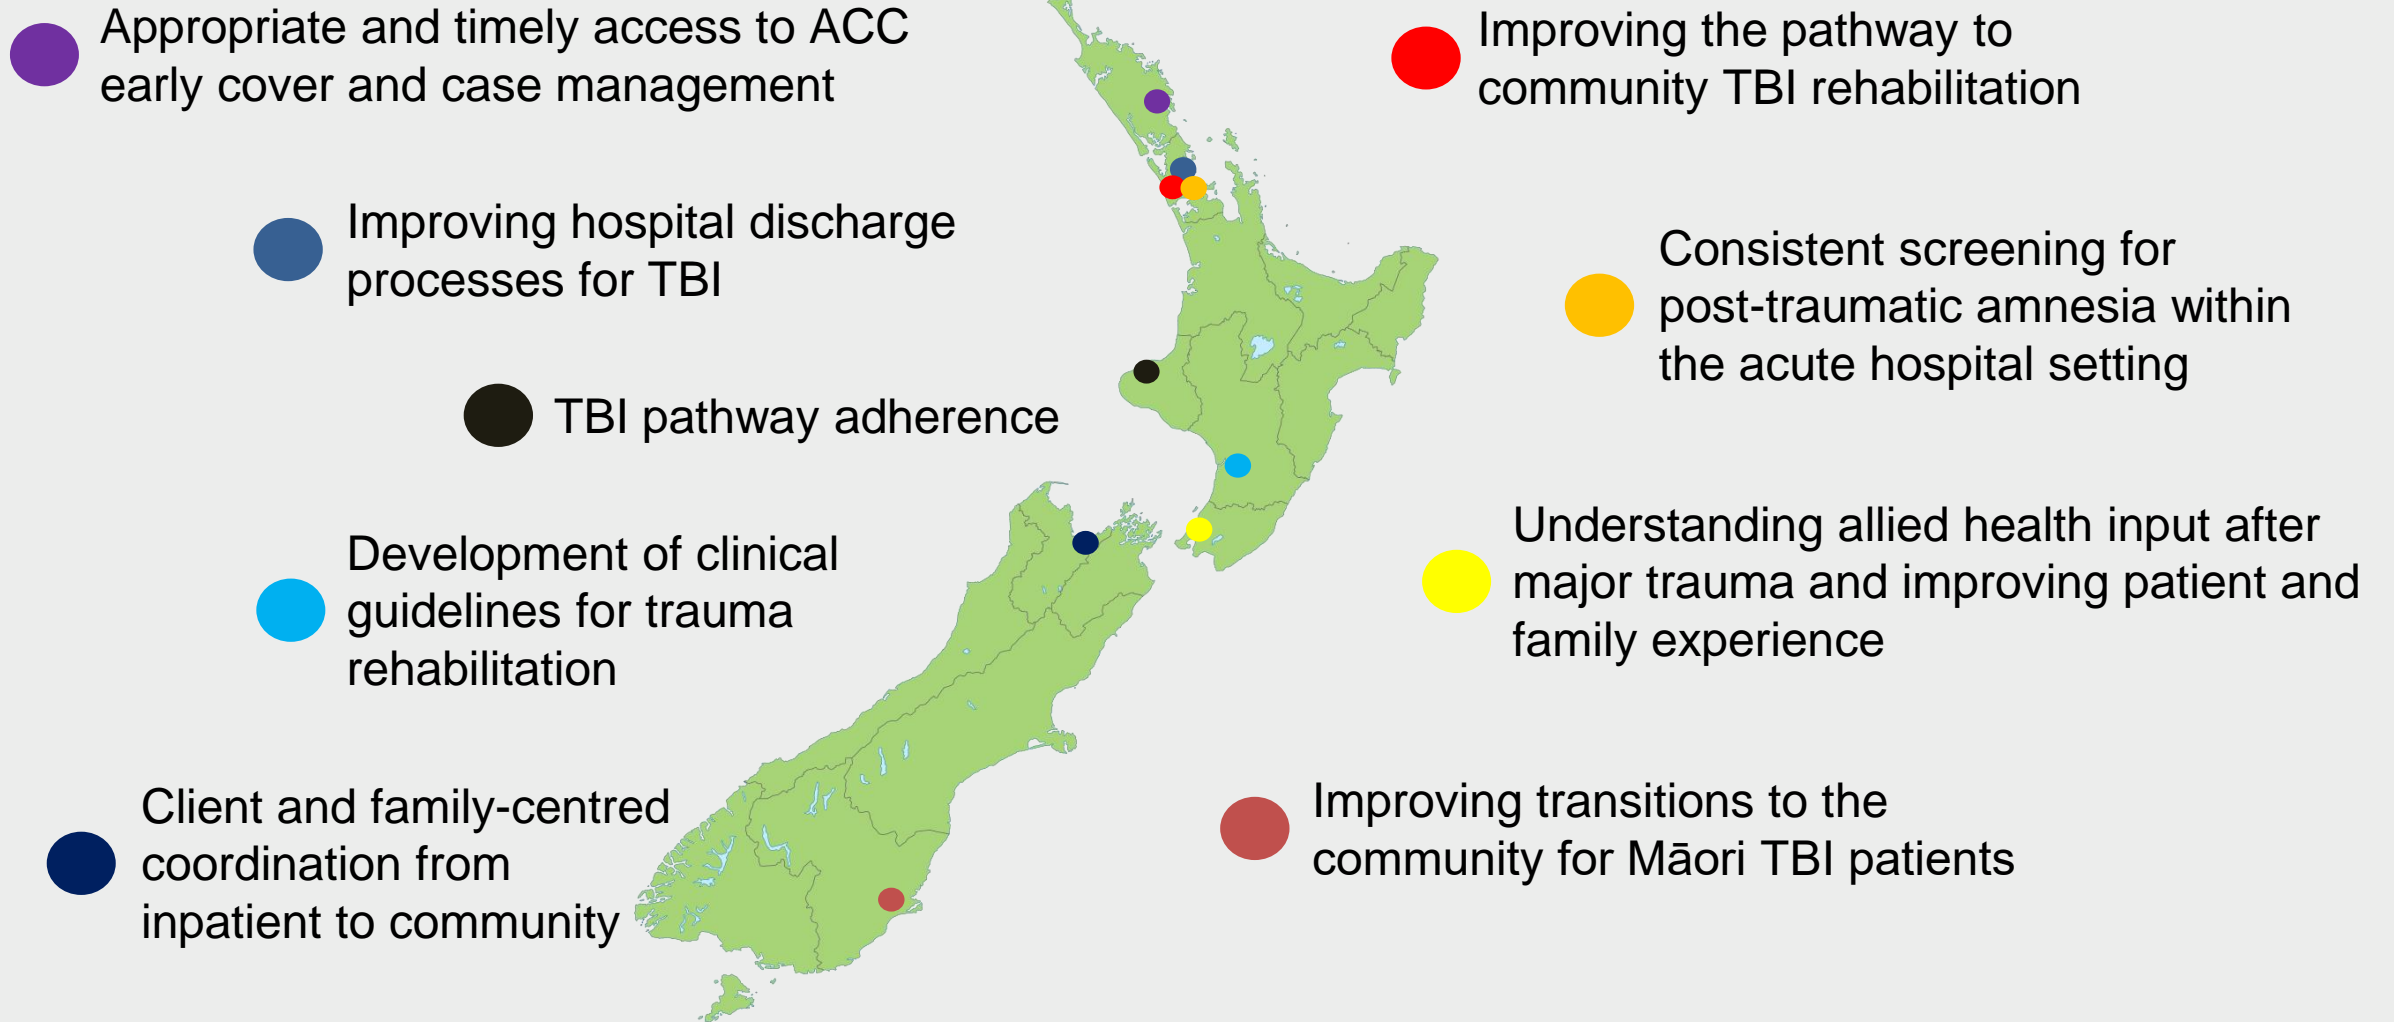 Appropriate and timely access to ACC
early cover and case management
Improving hospital discharge
processes for TBI
TBI pathway adherence
Development of clinical
guidelines for trauma
rehabilitation
Client and family-centred
coordination from
inpatient to community
Improving the pathway to
community TBI rehabilitation
Consistent screening for
post-traumatic amnesia within
the acute hospital setting
Understanding allied health input after
major trauma and improving patient and
family experience
Improving transitions to the
community for Māori TBI patients